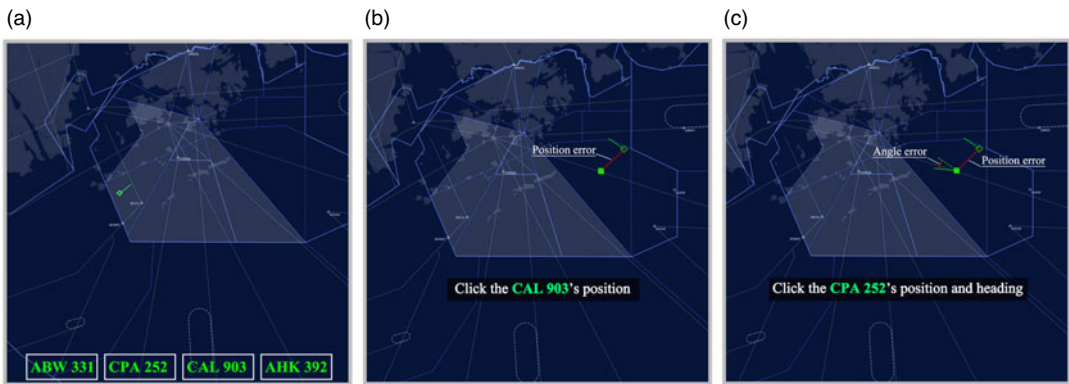 (a)
(b)
(c)
Position error
Angle error
Position error
Click the CAL 903's position
Click the CPA 252's position and heading
ABW 331
CPA 252
CAL 903
AHK 392